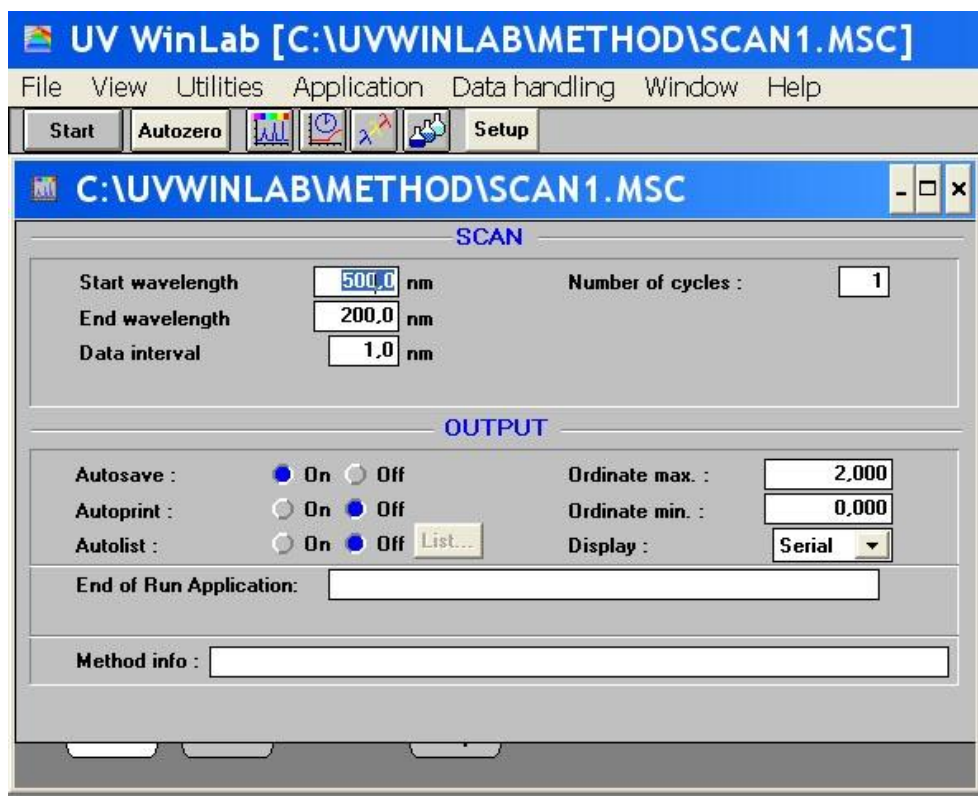 UV WinLab [C:\UVWINLAB\METHOD\SCAN1.MSC]
File View Utilities Application Data handling Window Help
Start Autozero λ λ Setup
C:\UVWINLAB\METHOD\SCAN1.MSC
SCAN
Start wavelength 500,0 nm Number of cycles : 1
End wavelength 200,0 nm
Data interval 1,0 nm
OUTPUT
Autosave : On Off Ordinate max. : 2,000
Autoprint : On Off Ordinate min. : 0,000
Autolist : On Off List... Display : Serial
End of Run Application:
Method info :